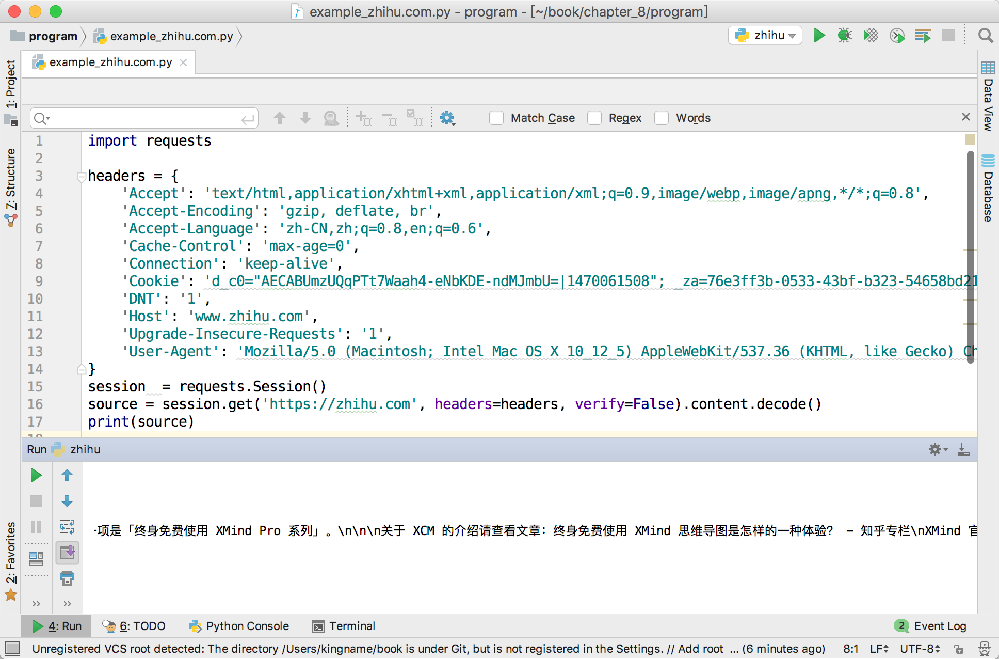 example_zhihu.com.py - program - [~/book/chapter_8/program]
program example_zhihu.com.py zhihu
example_zhihu.com.py
1: Project
7: Structure
2: Favorites
Data View
Database
Match Case Regex Words
1 import requests
2
3 headers = {
4 'Accept': 'text/html,application/xhtml+xml,application/xml;q=0.9,image/webp,image/apng,*/*;q=0.8',
5 'Accept-Encoding': 'gzip, deflate, br',
6 'Accept-Language': 'zh-CN,zh;q=0.8,en;q=0.6',
7 'Cache-Control': 'max-age=0',
8 'Connection': 'keep-alive',
9 'Cookie': 'd_c0="AECABUmzUQqPTt7Waah4-eNbKDE-ndMJmbU=|1470061508"; _za=76e3ff3b-0533-43bf-b323-54658bd21
10 'DNT': '1',
11 'Host': 'www.zhihu.com',
12 'Upgrade-Insecure-Requests': '1',
13 'User-Agent': 'Mozilla/5.0 (Macintosh; Intel Mac OS X 10_12_5) AppleWebKit/537.36 (KHTML, like Gecko) Ch
14 }
15 session  = requests.Session()
16 source = session.get('https://zhihu.com', headers=headers, verify=False).content.decode()
17 print(source)
18
Run zhihu
项是「终身免费使用 XMind Pro 系列」。\n\n\n关于 XCM 的介绍请查看文章：终身免费使用 XMind 思维导图是怎样的一种体验？ - 知乎专栏\nXMind 官
4: Run 6: TODO Python Console Terminal 2 Event Log
Unregistered VCS root detected: The directory /Users/kingname/book is under Git, but is not registered in the Settings. // Add root ... (6 minutes ago) 8:1 LF UTF-8